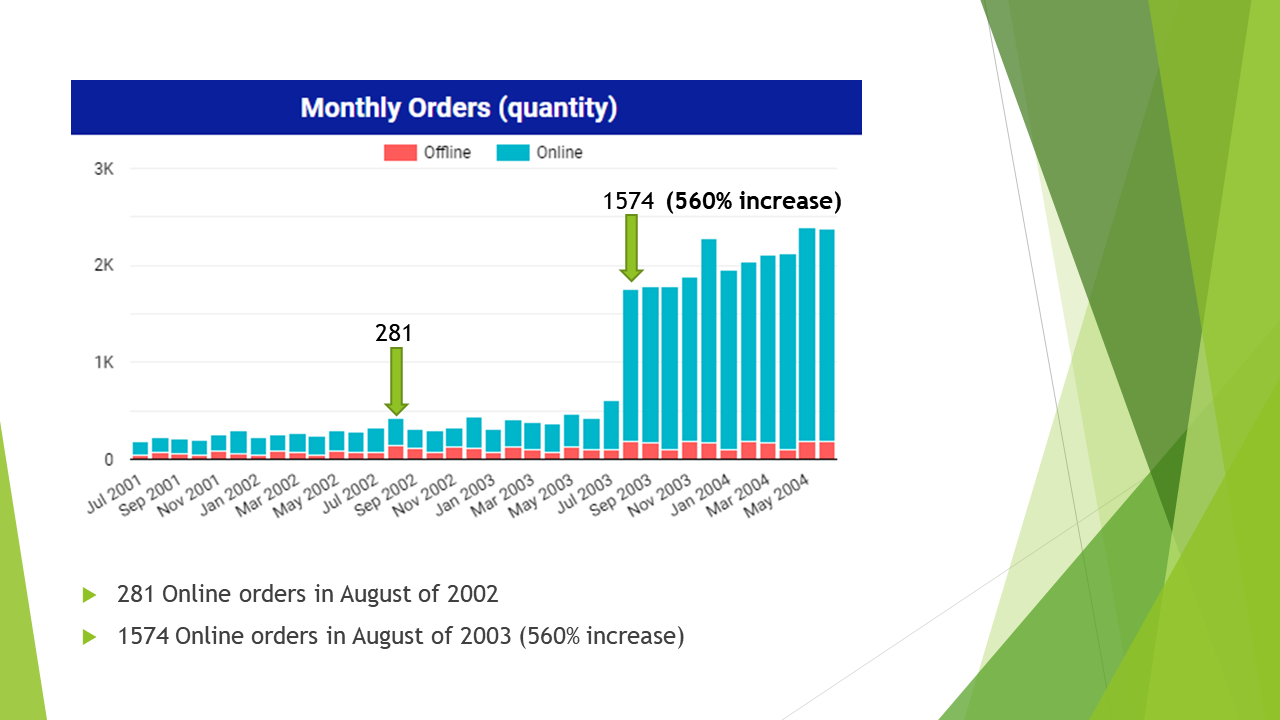 Monthly Orders (quantity)
Offline Online
3K
1574 (560% increase)
2K
281
1K
0
Jul 2001 Sep 2001 Nov 2001 Jan 2002 Mar 2002 May 2002 Jul 2002 Sep 2002 Nov 2002 Jan 2003 Mar 2003 May 2003 Jul 2003 Sep 2003 Nov 2003 Jan 2004 Mar 2004 May 2004
281 Online orders in August of 2002
1574 Online orders in August of 2003 (560% increase)